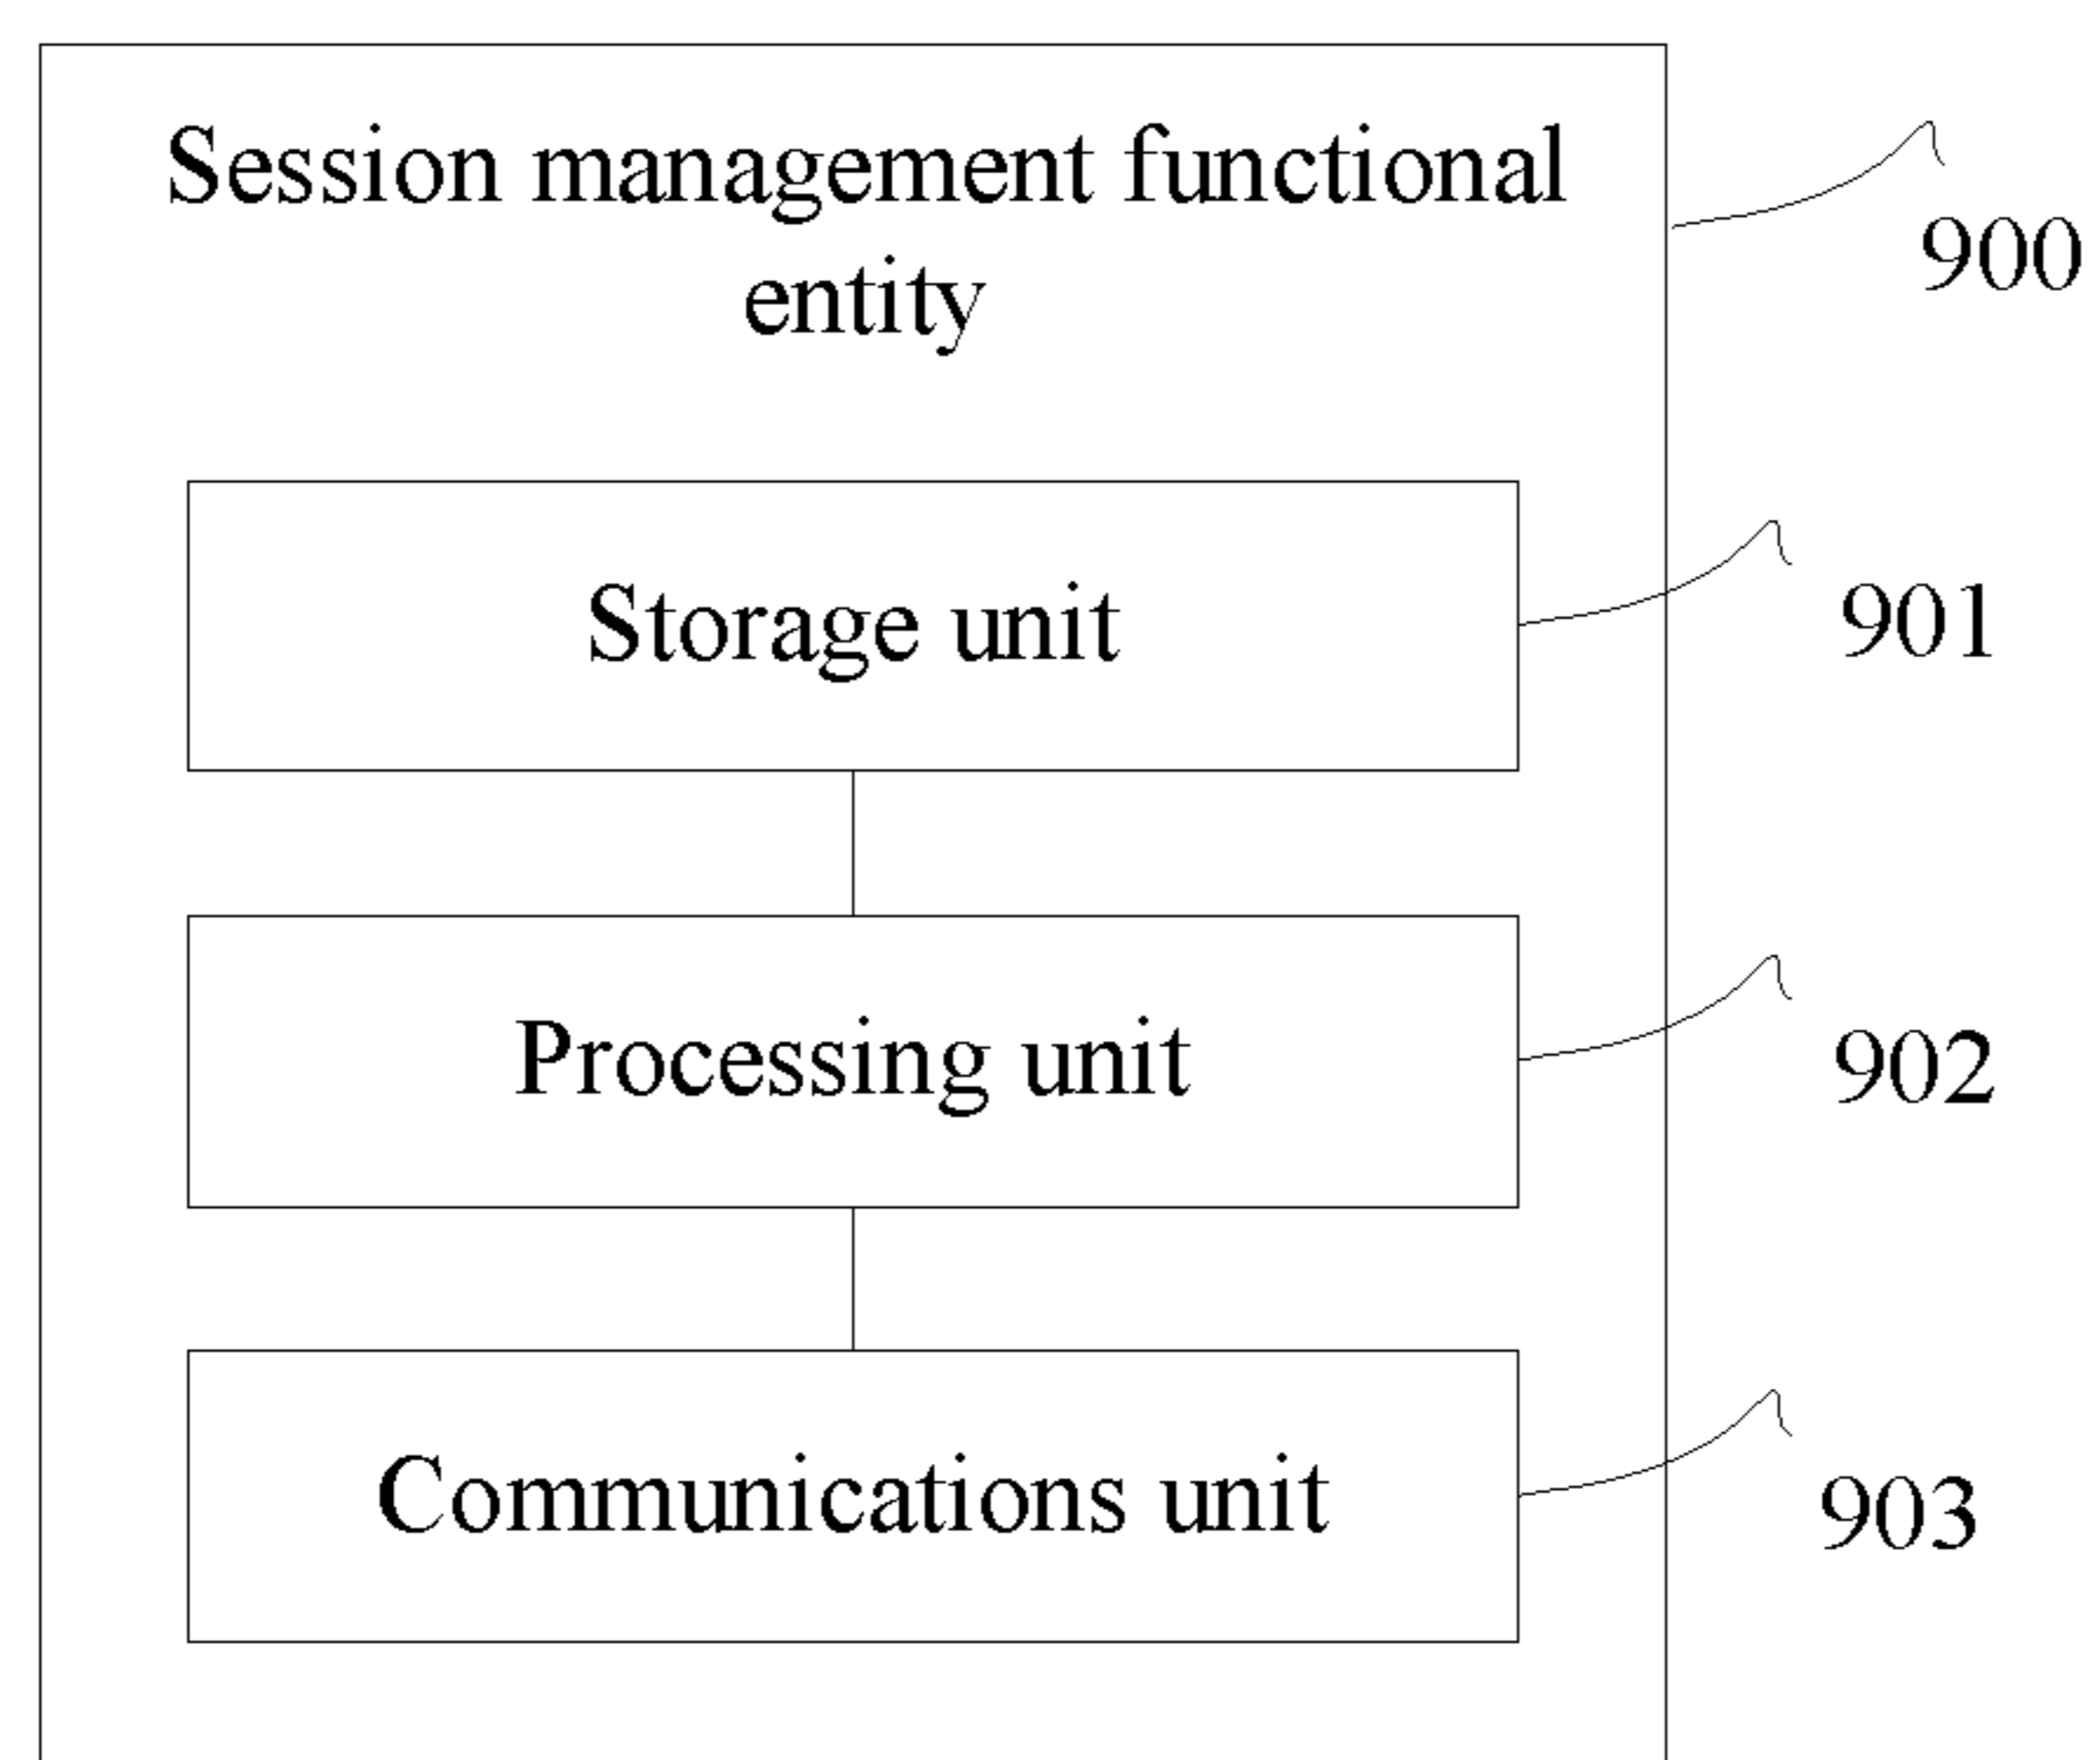 Session management functional
entity
900
Storage unit
901
Processing unit
902
Communications unit
903